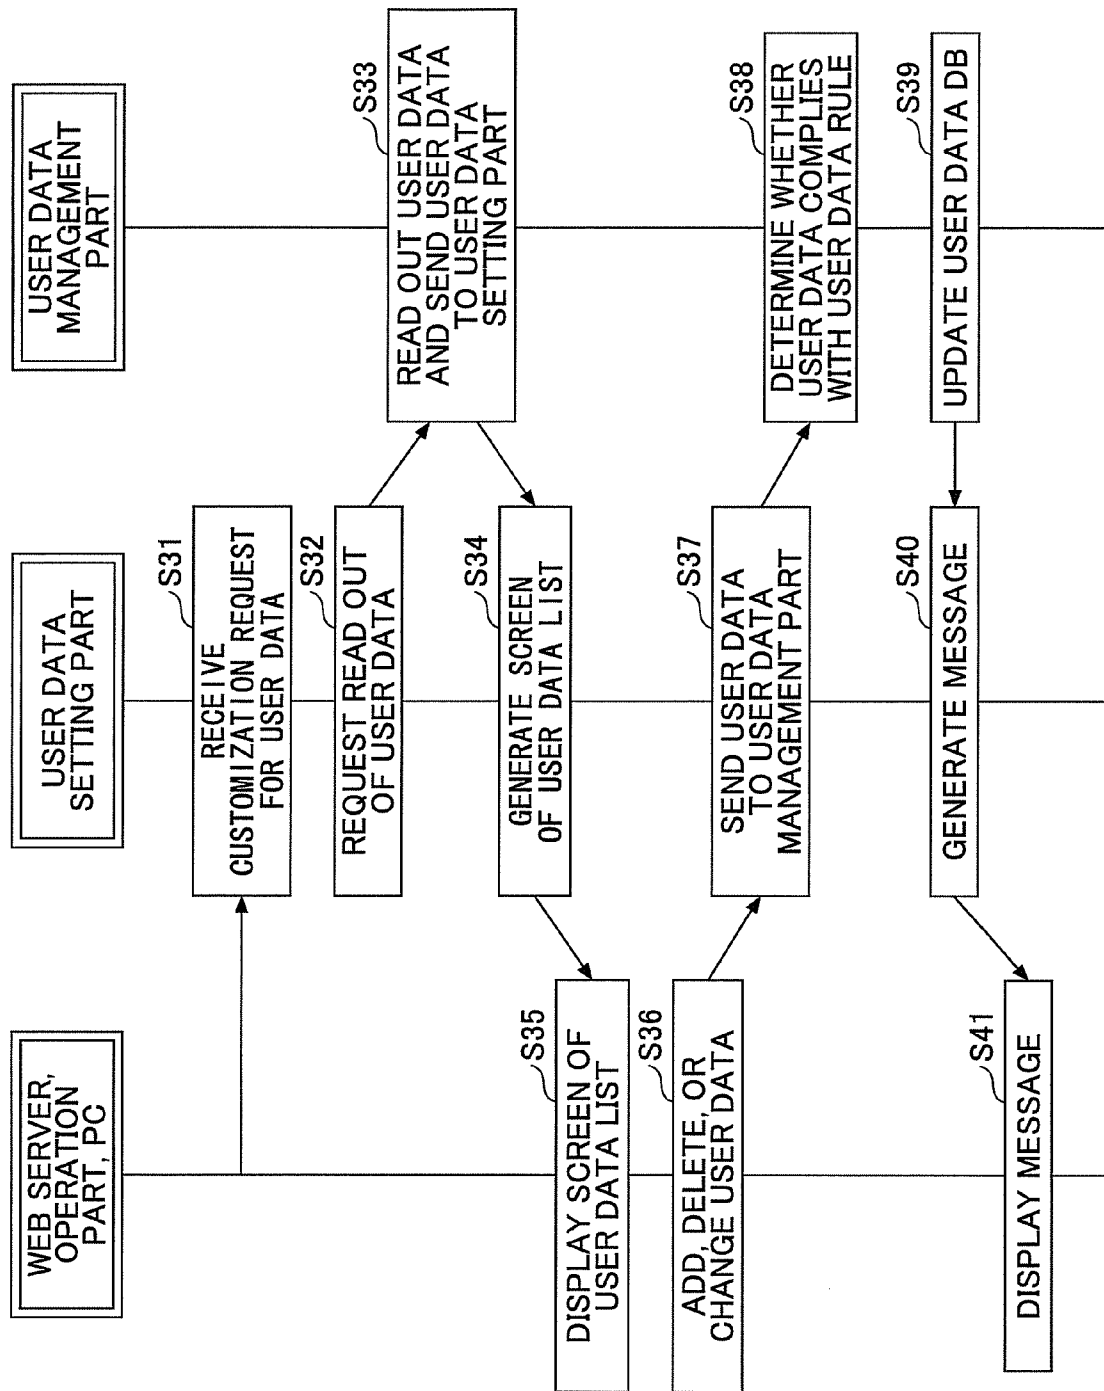 WEB SERVER,
OPERATION
PART, PC
USER DATA
SETTING PART
USER DATA
MANAGEMENT
PART
S31
RECEIVE
CUSTOMIZATION REQUEST
FOR USER DATA
S32
REQUEST READ OUT
OF USER DATA
S33
READ OUT USER DATA
AND SEND USER DATA
TO USER DATA
SETTING PART
S34
GENERATE SCREEN
OF USER DATA LIST
S35
DISPLAY SCREEN OF
USER DATA LIST
S36
ADD, DELETE, OR
CHANGE USER DATA
S37
SEND USER DATA
TO USER DATA
MANAGEMENT PART
S38
DETERMINE WHETHER
USER DATA COMPLIES
WITH USER DATA RULE
S39
UPDATE USER DATA DB
S40
GENERATE MESSAGE
S41
DISPLAY MESSAGE